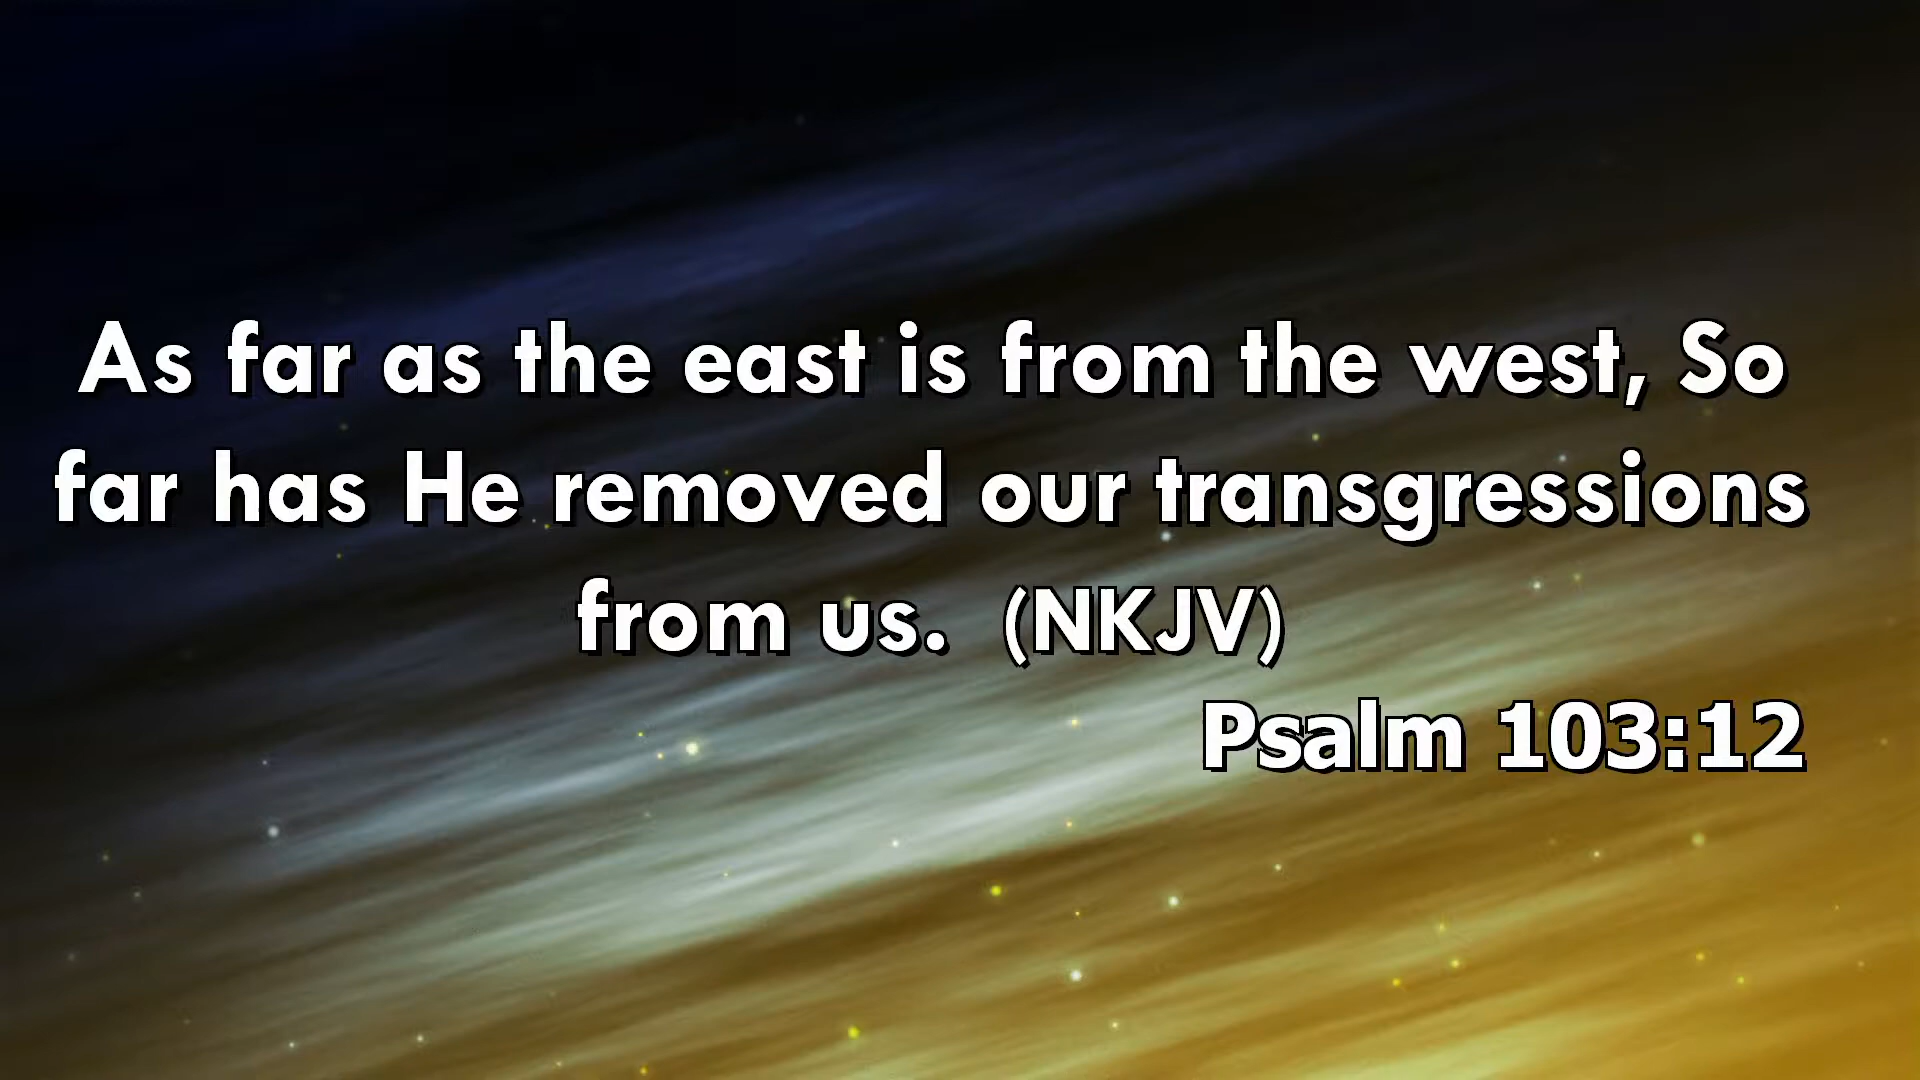 As far as the east is from the west, So
far has He removed our transgressions
from us.  (NKJV)
Psalm 103:12